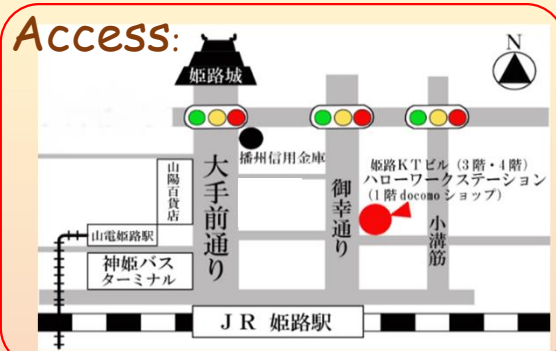 Access:
N
姫路城
播州信用金庫
姫路KTビル（3階・4階）
ハローワークステーション
（1階docomoショップ）
山陽百貨店
大手前通り
御幸通り
小溝筋
山電姫路駅
神姫バス
ターミナル
JR 姫路駅